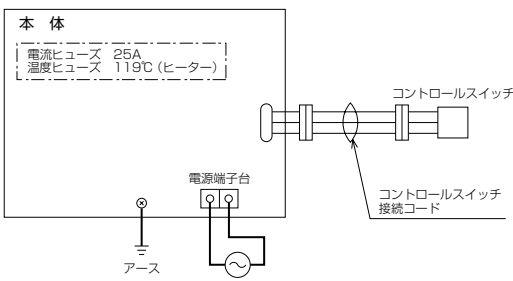 本 体
電流ヒューズ 25A
温度ヒューズ 119℃（ヒーター）
コントロールスイッチ
電源端子台
コントロールスイッチ
接続コード
アース